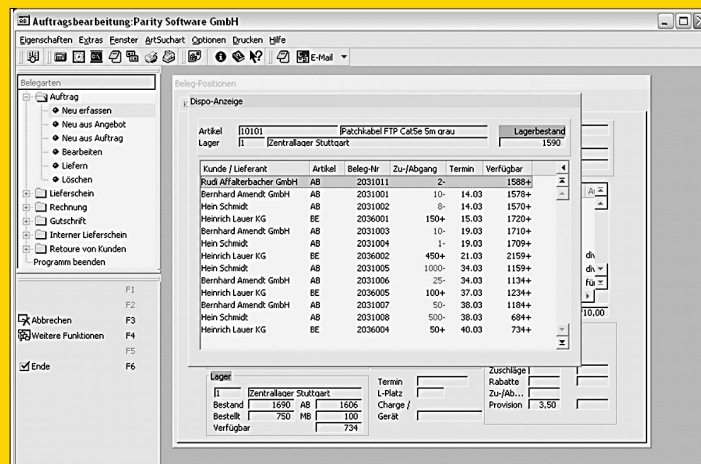 Auftragsbearbeitung:Parity Software GmbH
Eigenschaften Extras Fenster ArtSuchart Optionen Drucken Hilfe
E-Mail
Belegarten
Auftrag
Neu erfassen
Neu aus Angebot
Neu aus Auftrag
Bearbeiten
Liefern
Löschen
Lieferschein
Rechnung
Gutschrift
Interner Lieferschein
Retoure von Kunden
Programm beenden
F1
F2
Abbrechen F3
Weitere Funktionen F4
F5
Ende F6
Beleg-Positionen
K Dispo-Anzeige
Artikel 10101 Patchkabel FTP Cat5e 5m grau Lagerbestand
Lager 1 Zentrallager Stuttgart 1590
Kunde / Lieferant Artikel Beleg-Nr Zu-/Abgang Termin Verfügbar
Rudi Affalterbacher GmbH AB 2031011 2- 1588+
Bernhard Amendt GmbH AB 2031001 10- 14.03 1578+
Hein Schmidt AB 2031002 8- 14.03 1570+
Heinrich Lauer KG BE 2036001 150+ 15.03 1720+
Bernhard Amendt GmbH AB 2031003 10- 19.03 1710+
Hein Schmidt AB 2031004 1- 19.03 1709+
Heinrich Lauer KG BE 2036002 450+ 21.03 2159+
Hein Schmidt AB 2031005 1000- 34.03 1159+
Bernhard Amendt GmbH AB 2031006 25- 34.03 1134+
Heinrich Lauer KG BE 2036005 100+ 37.03 1234+
Bernhard Amendt GmbH AB 2031007 50- 38.03 1184+
Hein Schmidt AB 2031008 500- 38.03 684+
Heinrich Lauer KG BE 2036004 50+ 40.03 734+
div
div
für
10,00
Lager
1 Zentrallager Stuttgart
Bestand 1690 AB 1606
Bestellt 750 MB 100
Verfügbar 734
Termin
L-Platz
Charge /
Gerät
Zuschläge
Rabatte
Zu-/Ab...
Provision 3,50